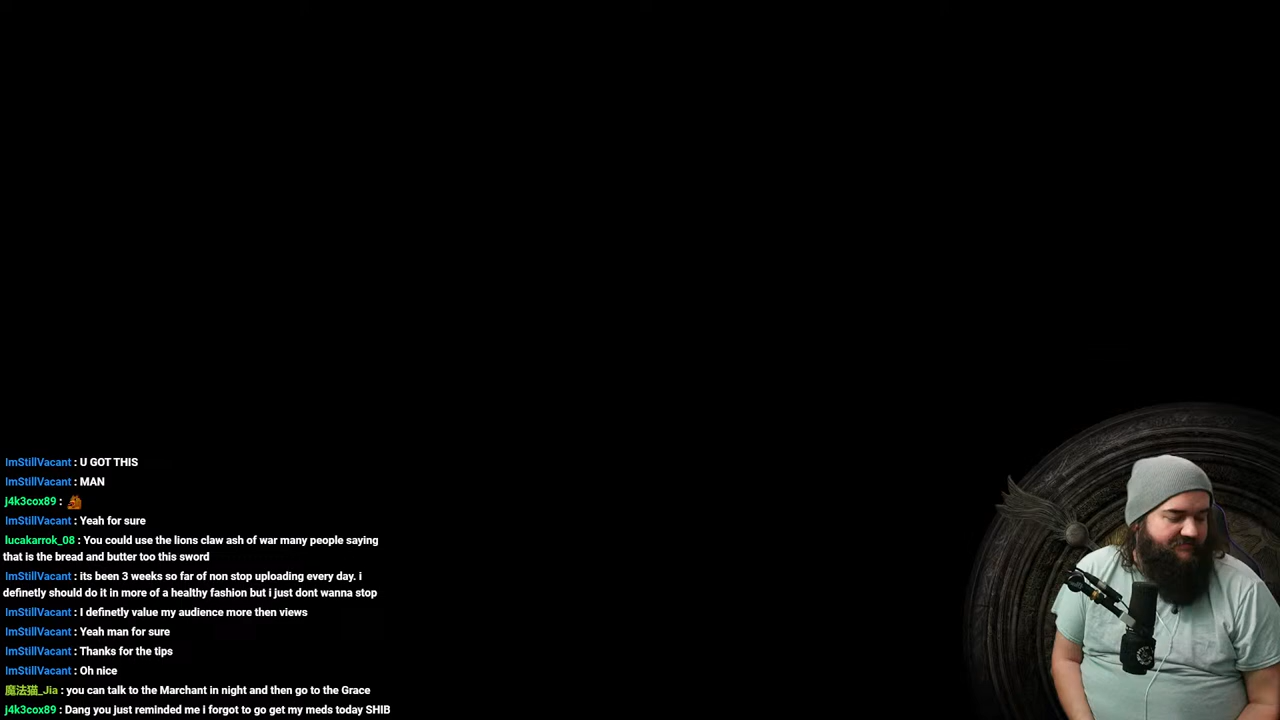 ImStillVacant : U GOT THIS
ImStillVacant : MAN
j4k3cox89 :
ImStillVacant : Yeah for sure
lucakarrok_08 : You could use the lions claw ash of war many people saying
that is the bread and butter too this sword
ImStillVacant : its been 3 weeks so far of non stop uploading every day. i
definetly should do it in more of a healthy fashion but i just dont wanna stop
ImStillVacant : I definetly value my audience more then views
ImStillVacant : Yeah man for sure
ImStillVacant : Thanks for the tips
ImStillVacant : Oh nice
魔法猫_Jia : you can talk to the Marchant in night and then go to the Grace
j4k3cox89 : Dang you just reminded me i forgot to go get my meds today SHIB